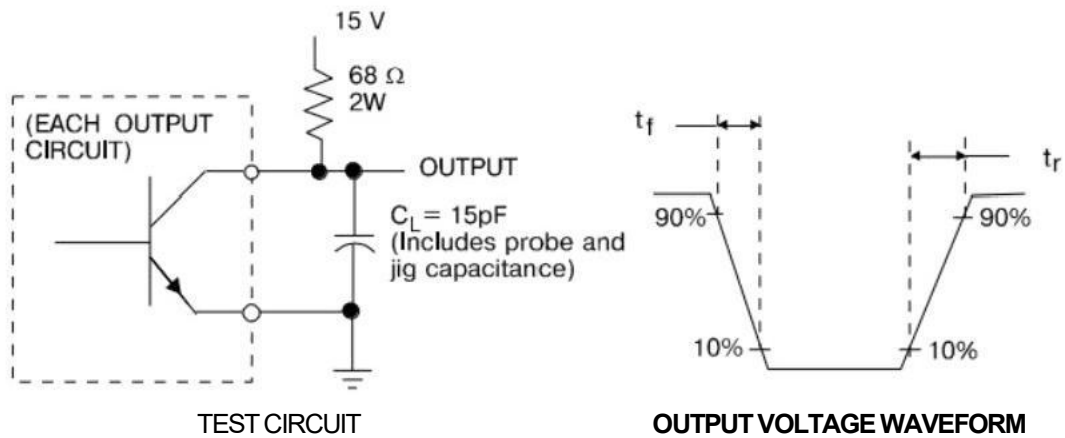 15 V
68 Ω
2W
(EACH OUTPUT
CIRCUIT)
OUTPUT
C_L = 15pF
(Includes probe and
jig capacitance)
TEST CIRCUIT
t_f
t_r
90%
90%
10%
10%
OUTPUT VOLTAGE WAVEFORM